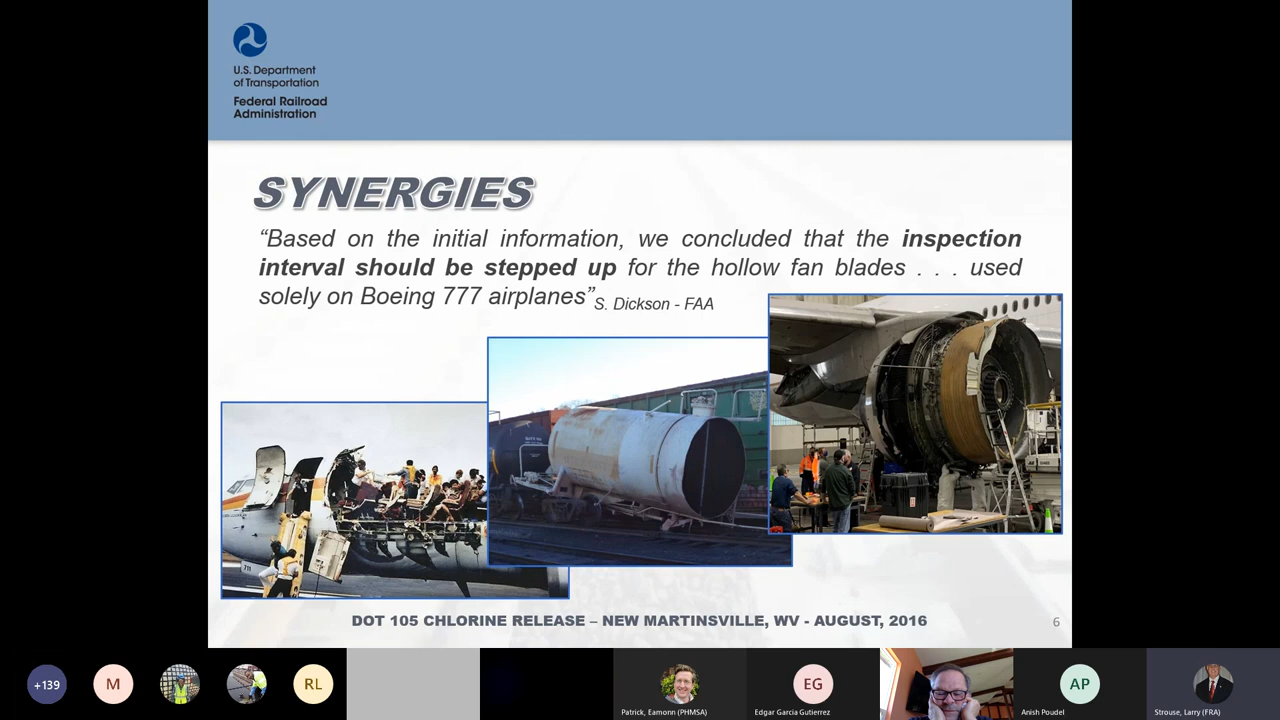 U.S. Department
of Transportation
Federal Railroad
Administration
SYNERGIES
“Based on the initial information, we concluded that the inspection
interval should be stepped up for the hollow fan blades . . . used
solely on Boeing 777 airplanes” S. Dickson - FAA
711
DOT 105 CHLORINE RELEASE – NEW MARTINSVILLE, WV - AUGUST, 2016
6
+139
M
RL
Patrick, Eamonn (PHMSA)
EG
Edgar Garcia Gutierrez
AP
Anish Poudel
Strouse, Larry (FRA)